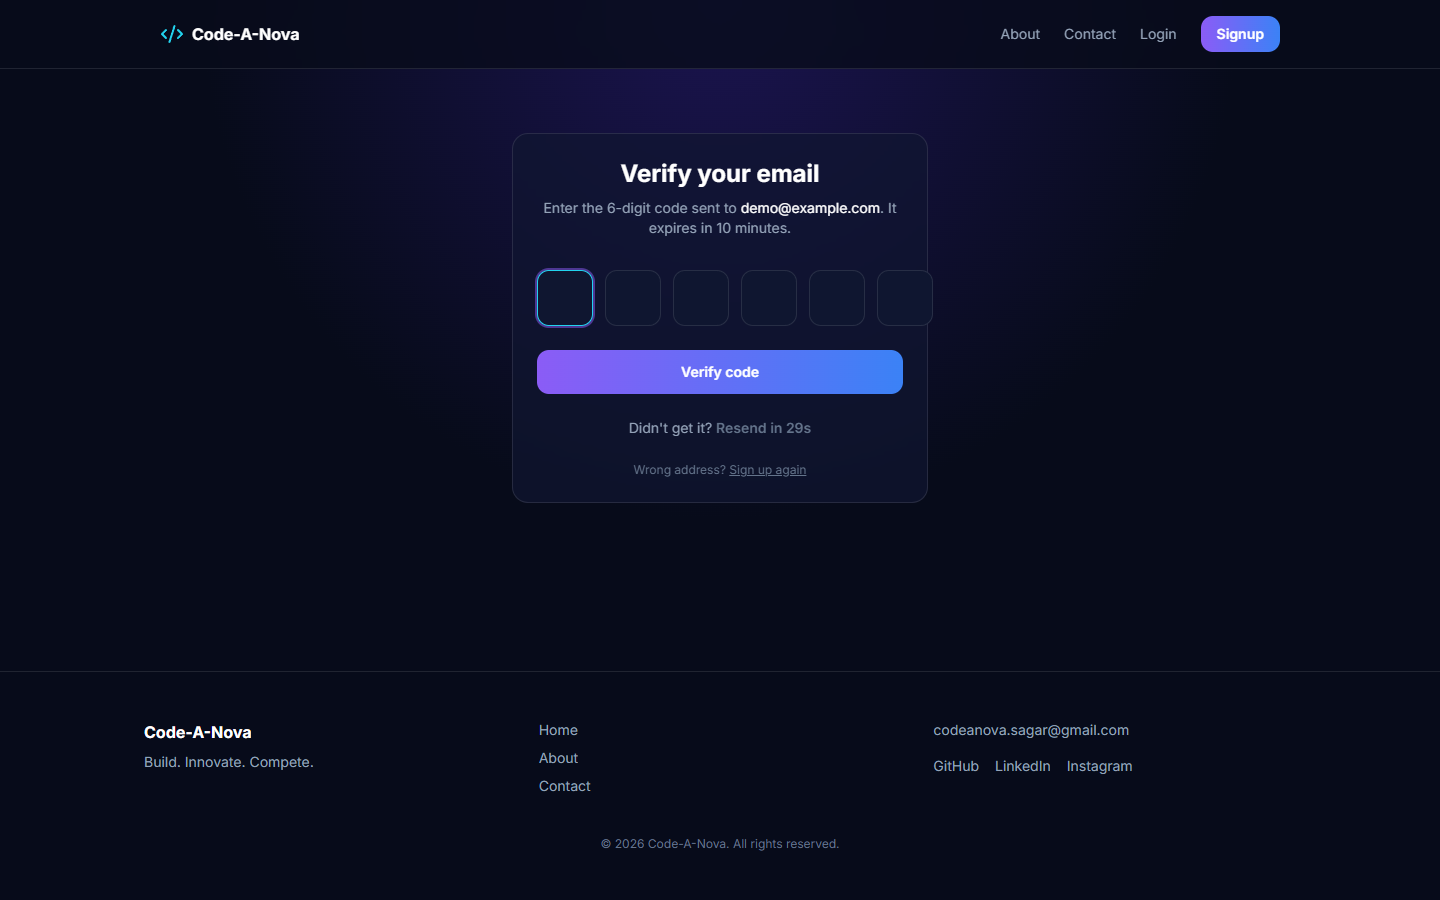 Code-A-Nova
About
Contact
Login
Signup
Verify your email
Enter the 6-digit code sent to demo@example.com. It
expires in 10 minutes.
Verify code
Didn't get it? Resend in 29s
Wrong address? Sign up again
Code-A-Nova
Build. Innovate. Compete.
Home
About
Contact
codeanova.sagar@gmail.com
GitHub LinkedIn Instagram
© 2026 Code-A-Nova. All rights reserved.